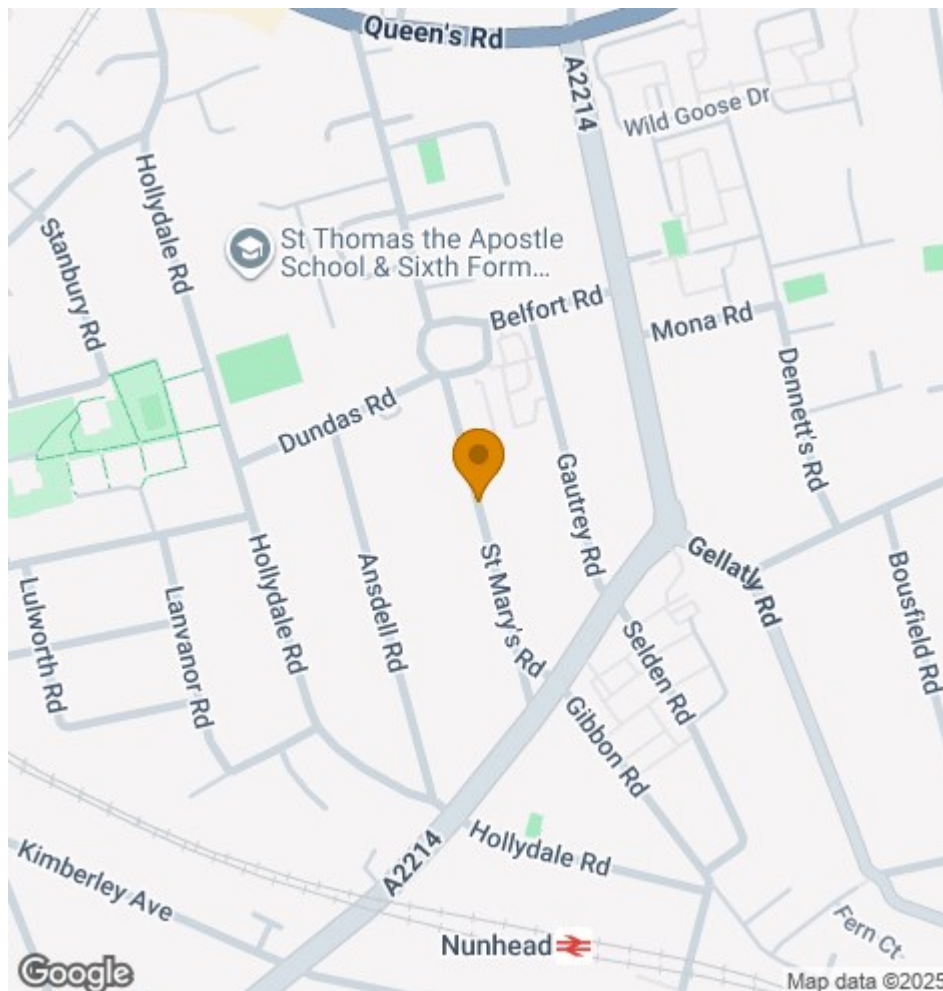 Queen's Rd
A2214
Wild Goose Dr
Hollydale Rd
Stanbury Rd
St Thomas the Apostle
School & Sixth Form...
Belfort Rd
Mona Rd
Dundas Rd
Dennett's Rd
Gautrey Rd
Gellatly Rd
Hollydale Rd
Ansdell Rd
St Mary's Rd
Bousfield Rd
Lulworth Rd
Lanvanor Rd
Selden Rd
Gibbon Rd
A2214
Hollydale Rd
Kimberley Ave
Fern Ct
Nunhead
Google
Map data ©2025